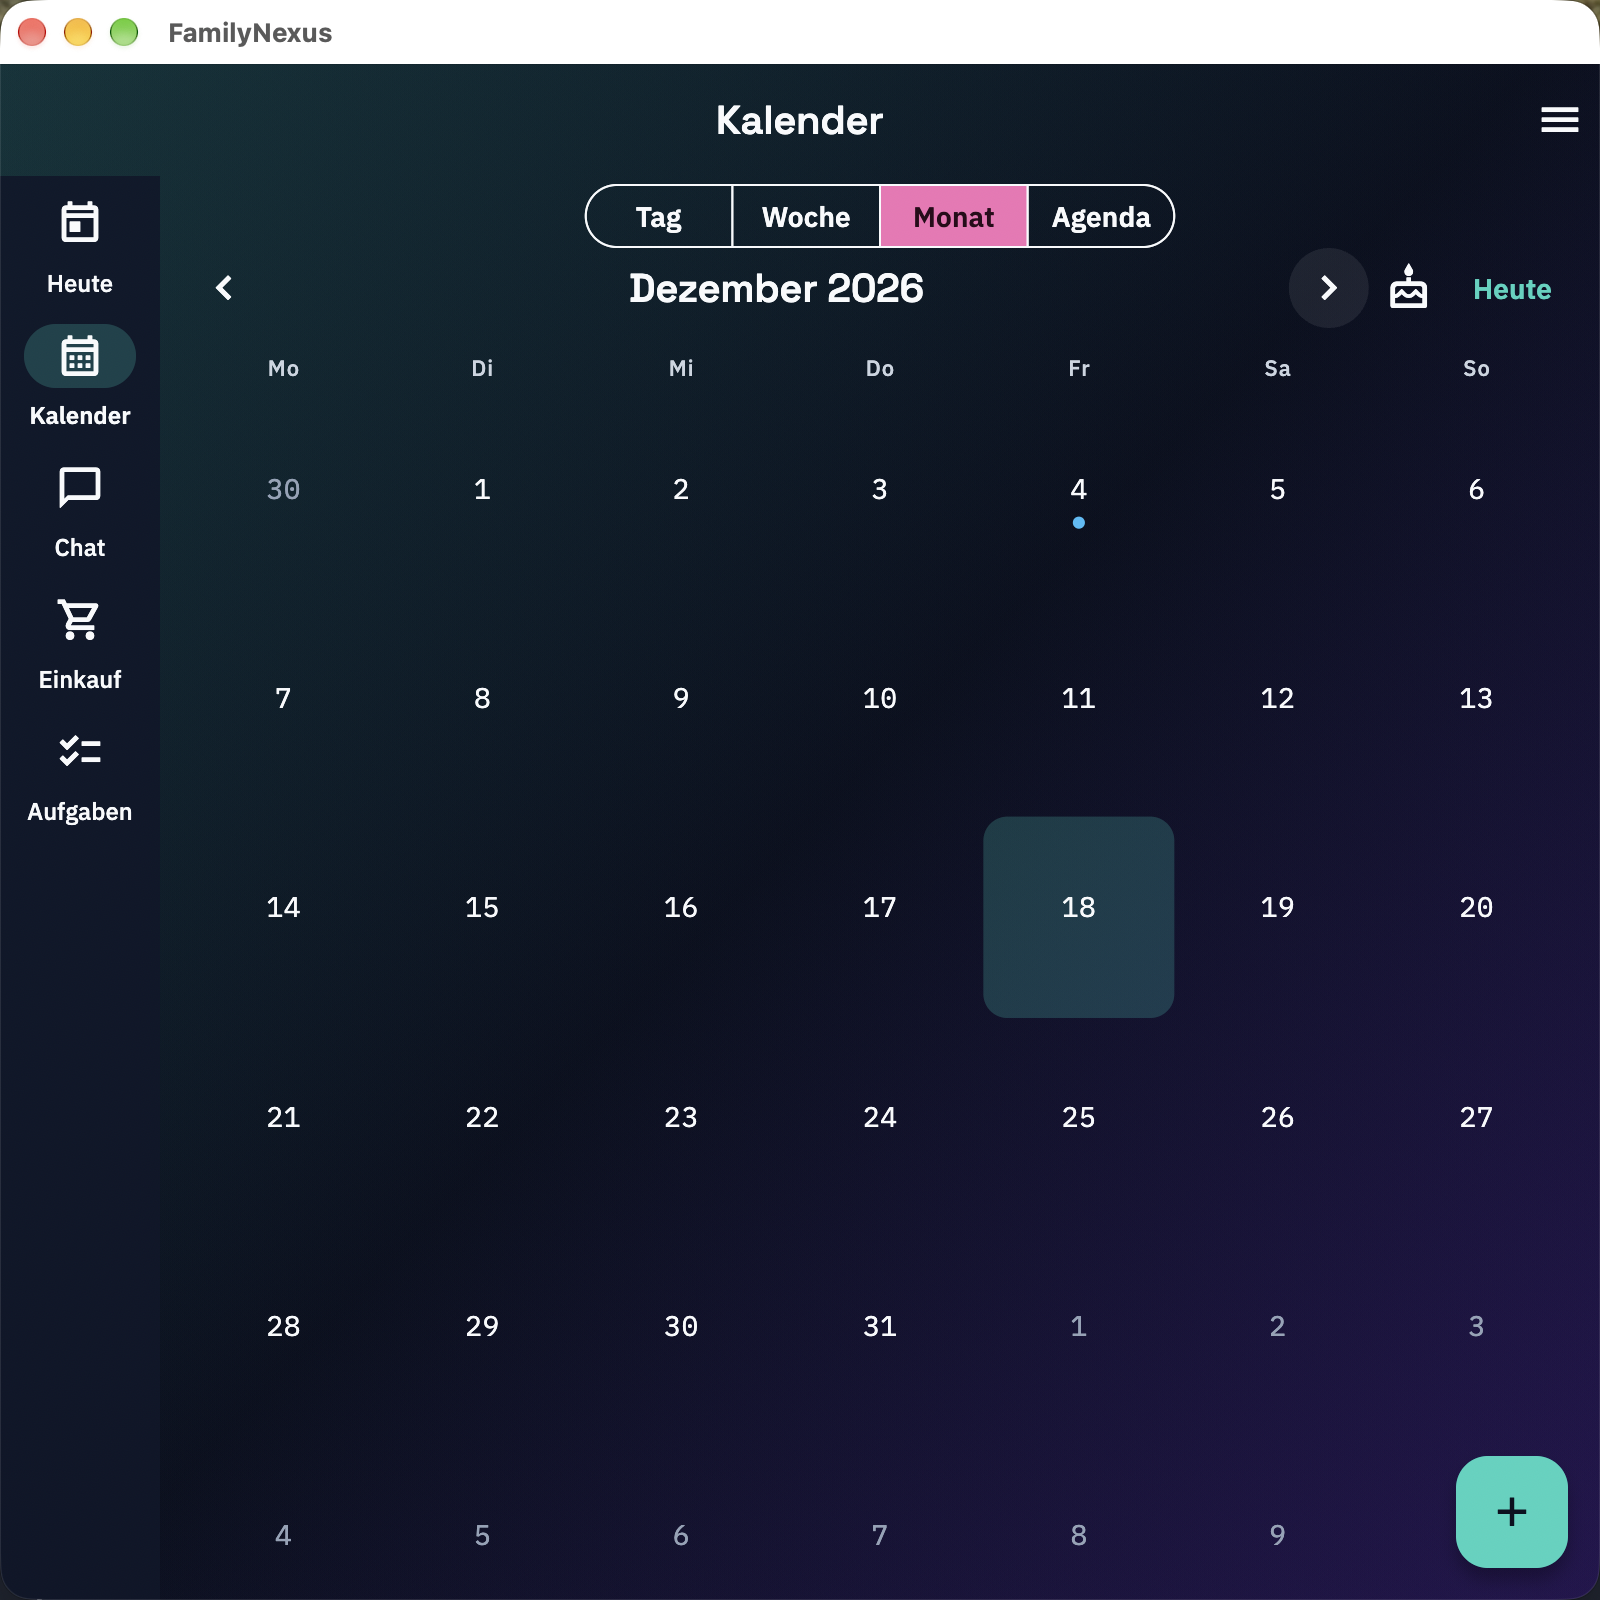 FamilyNexus
Kalender
Tag Woche Monat Agenda
Dezember 2026 Heute
Heute
Kalender
Chat
Einkauf
Aufgaben
Mo Di Mi Do Fr Sa So
30 1 2 3 4 5 6
7 8 9 10 11 12 13
14 15 16 17 18 19 20
21 22 23 24 25 26 27
28 29 30 31 1 2 3
4 5 6 7 8 9
+